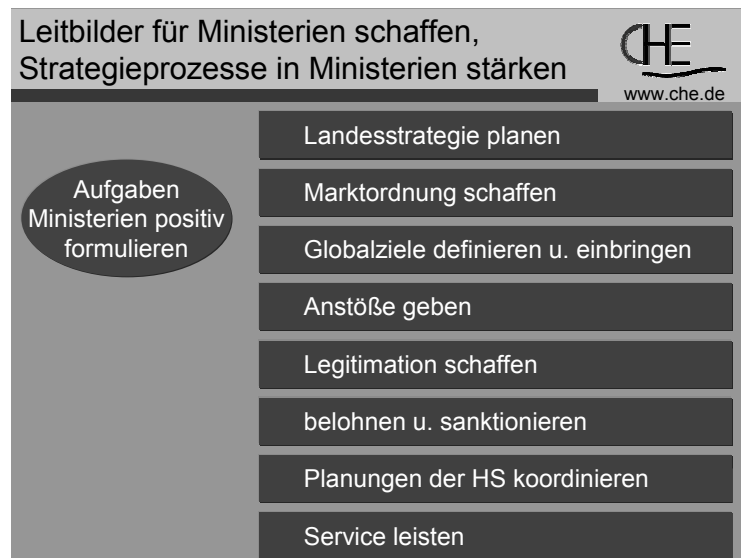 Leitbilder für Ministerien schaffen,
Strategieprozesse in Ministerien stärken
CHE
www.che.de
Aufgaben
Ministerien positiv
formulieren
Landesstrategie planen
Marktordnung schaffen
Globalziele definieren u. einbringen
Anstöße geben
Legitimation schaffen
belohnen u. sanktionieren
Planungen der HS koordinieren
Service leisten